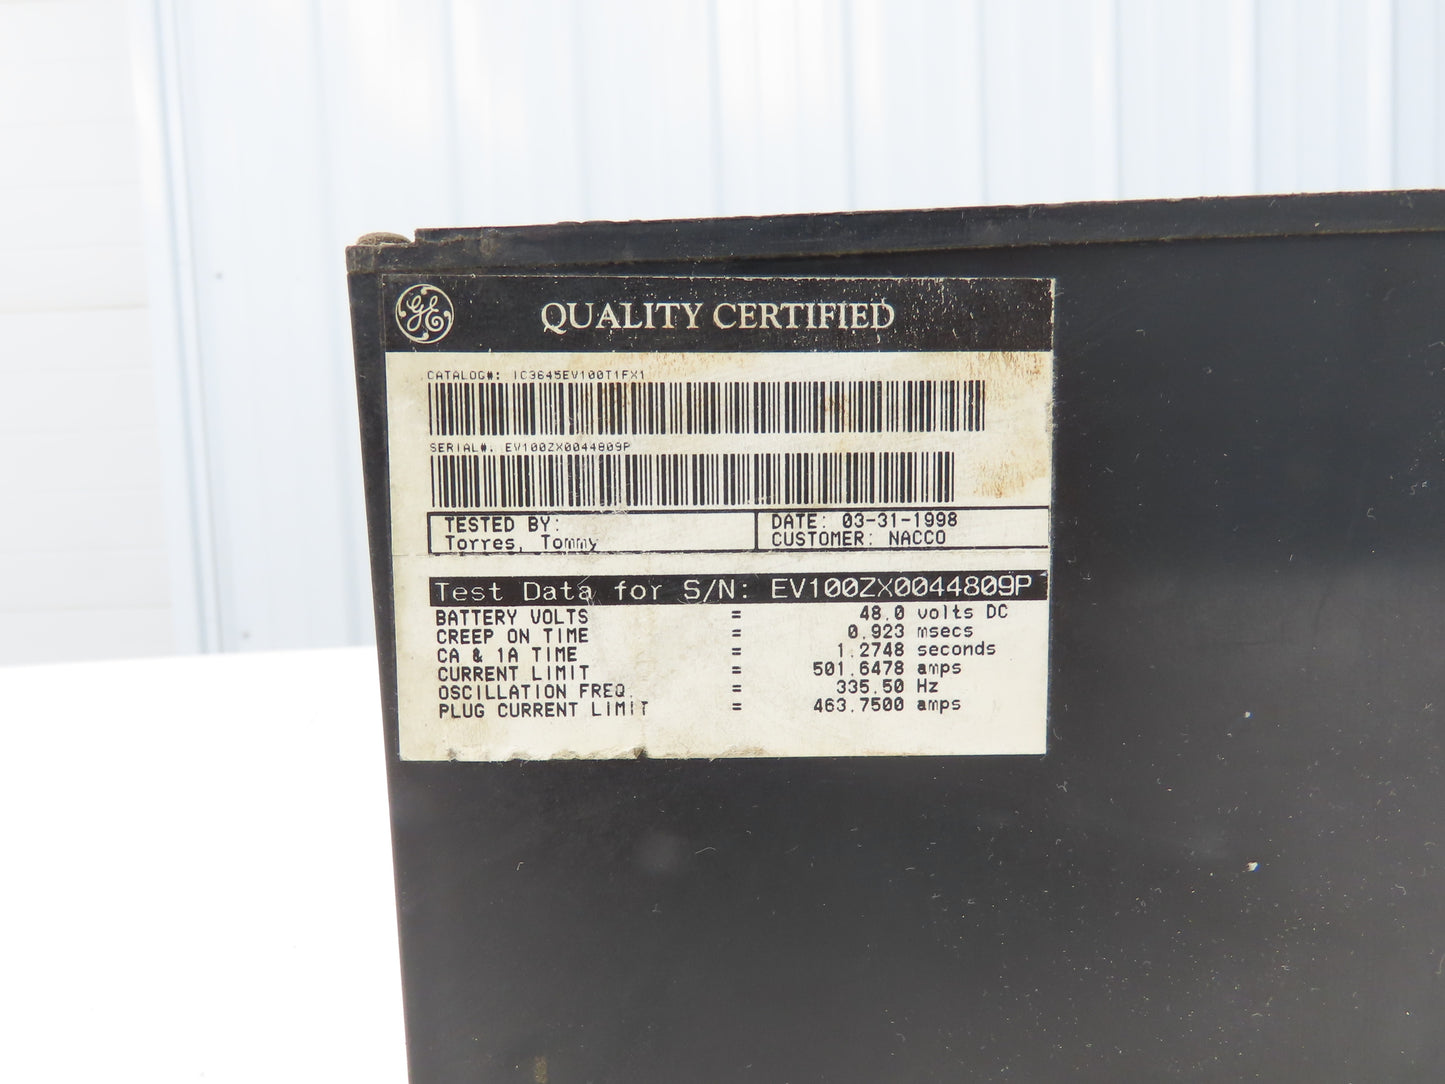 GE QUALITY CERTIFIED
CATALOG#: IC3645EV100T1FX1
SERIAL#: EV100ZX0044809P
TESTED BY: DATE: 03-31-1998
Torres, Tommy CUSTOMER: NACCO
Test Data for S/N: EV100ZX0044809P
BATTERY VOLTS = 48.0 volts DC
CREEP ON TIME = 0.923 msecs
CA & 1A TIME = 1.2748 seconds
CURRENT LIMIT = 501.6478 amps
OSCILLATION FREQ. = 335.50 Hz
PLUG CURRENT LIMIT = 463.7500 amps